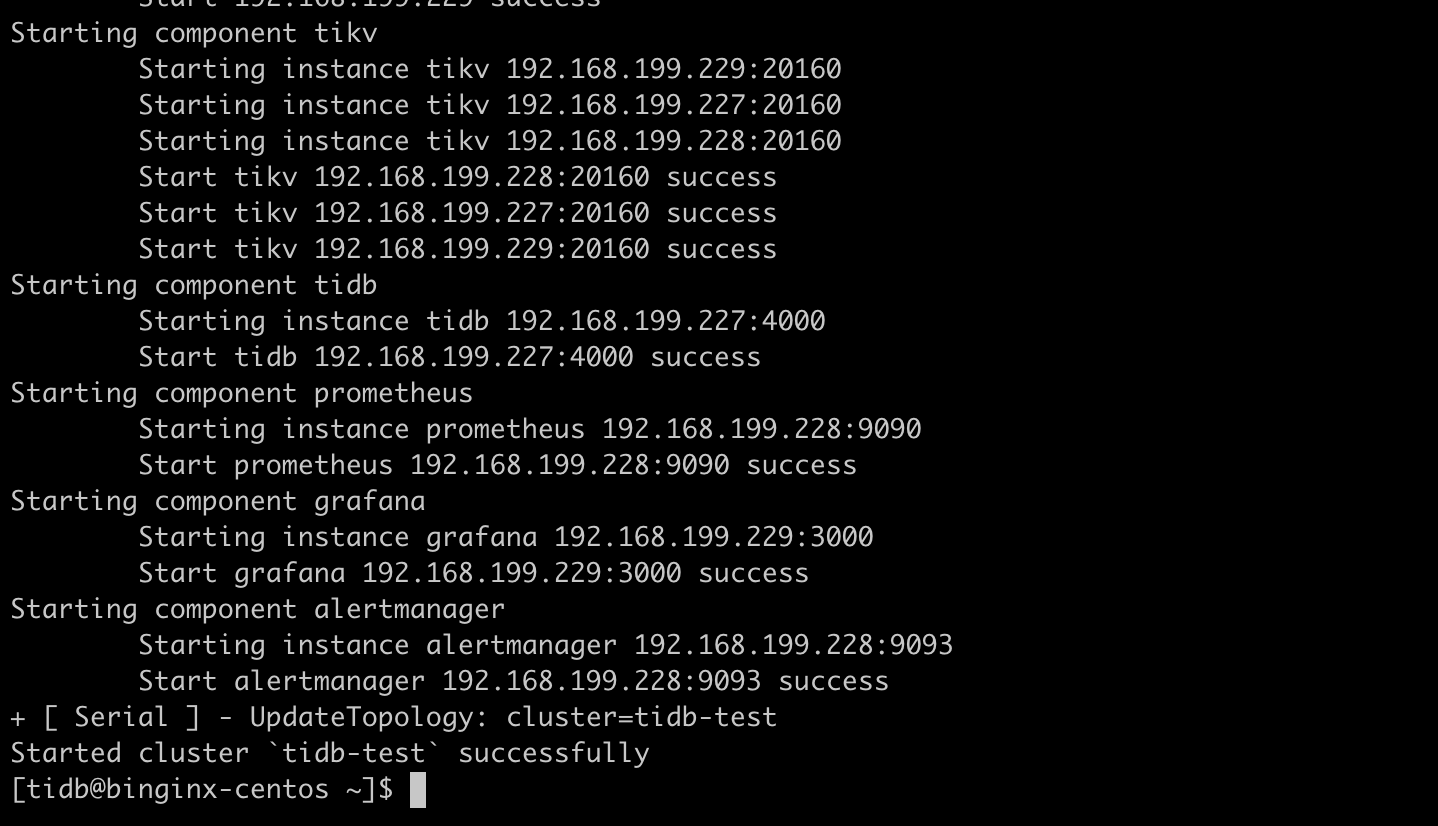 Start 192.168.199.229 success
Starting component tikv
Starting instance tikv 192.168.199.229:20160
Starting instance tikv 192.168.199.227:20160
Starting instance tikv 192.168.199.228:20160
Start tikv 192.168.199.228:20160 success
Start tikv 192.168.199.227:20160 success
Start tikv 192.168.199.229:20160 success
Starting component tidb
Starting instance tidb 192.168.199.227:4000
Start tidb 192.168.199.227:4000 success
Starting component prometheus
Starting instance prometheus 192.168.199.228:9090
Start prometheus 192.168.199.228:9090 success
Starting component grafana
Starting instance grafana 192.168.199.229:3000
Start grafana 192.168.199.229:3000 success
Starting component alertmanager
Starting instance alertmanager 192.168.199.228:9093
Start alertmanager 192.168.199.228:9093 success
+ [ Serial ] - UpdateTopology: cluster=tidb-test
Started cluster `tidb-test` successfully
[tidb@binginx-centos ~]$